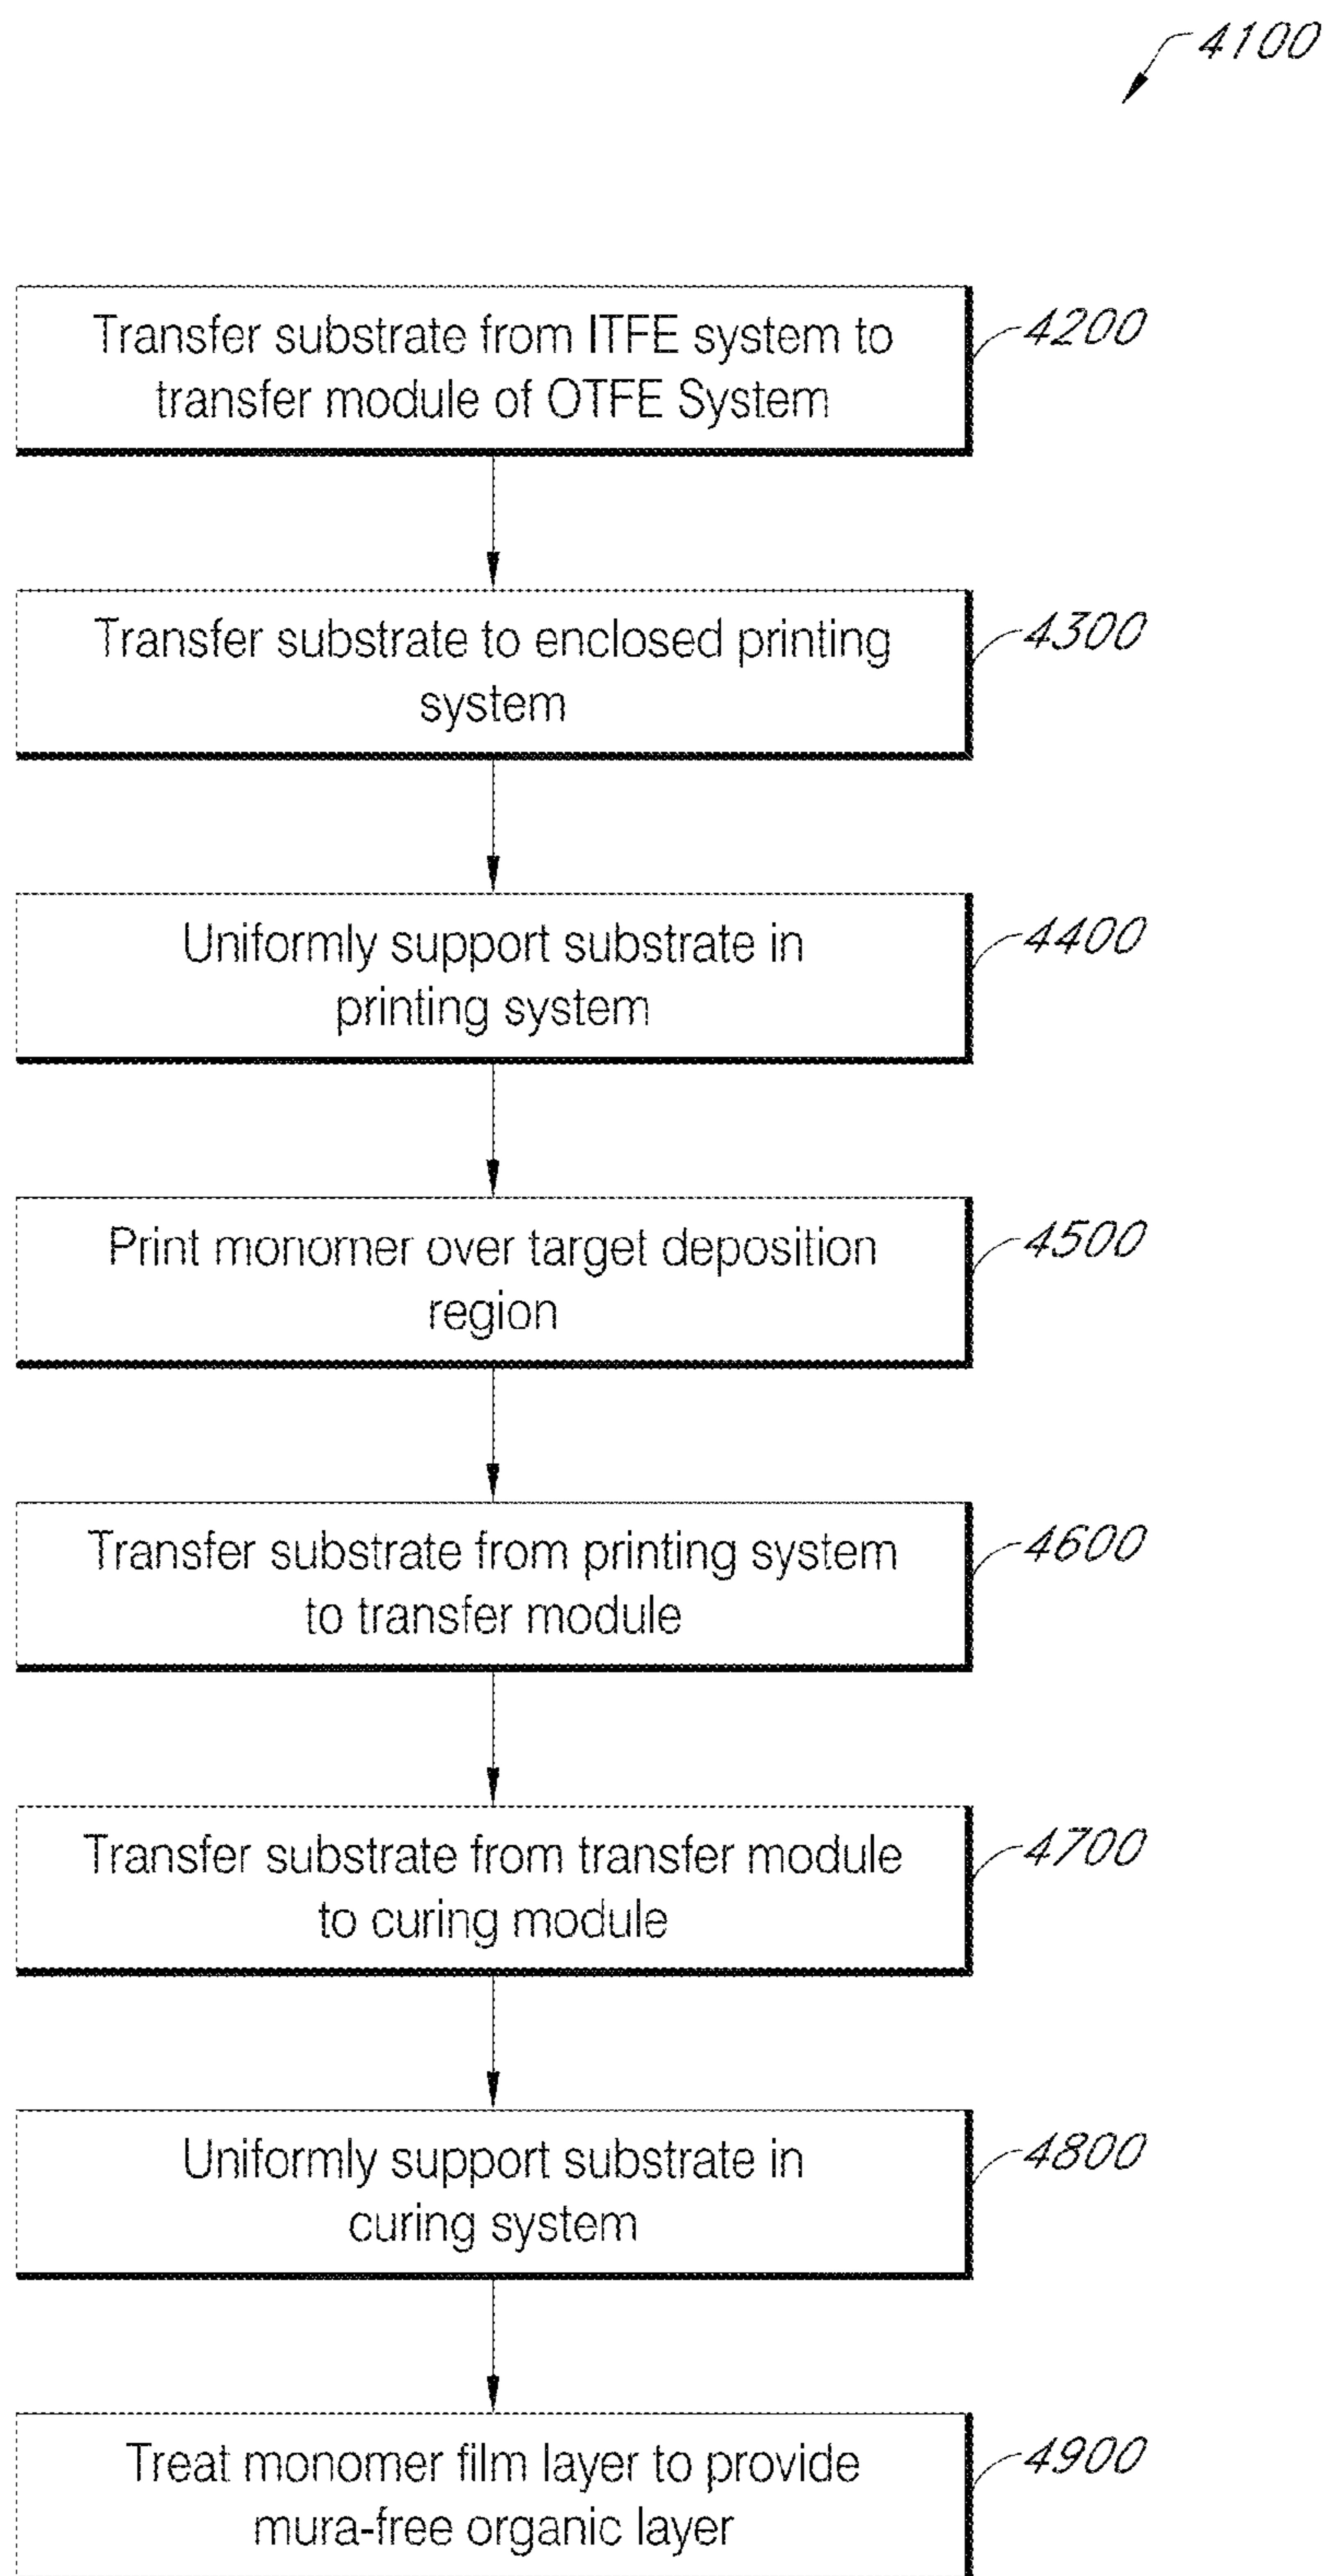 4100
Transfer substrate from ITFE system to
transfer module of OTFE System
4200
Transfer substrate to enclosed printing
system
4300
Uniformly support substrate in
printing system
4400
Print monomer over target deposition
region
4500
Transfer substrate from printing system
to transfer module
4600
Transfer substrate from transfer module
to curing module
4700
Uniformly support substrate in
curing system
4800
Treat monomer film layer to provide
mura-free organic layer
4900